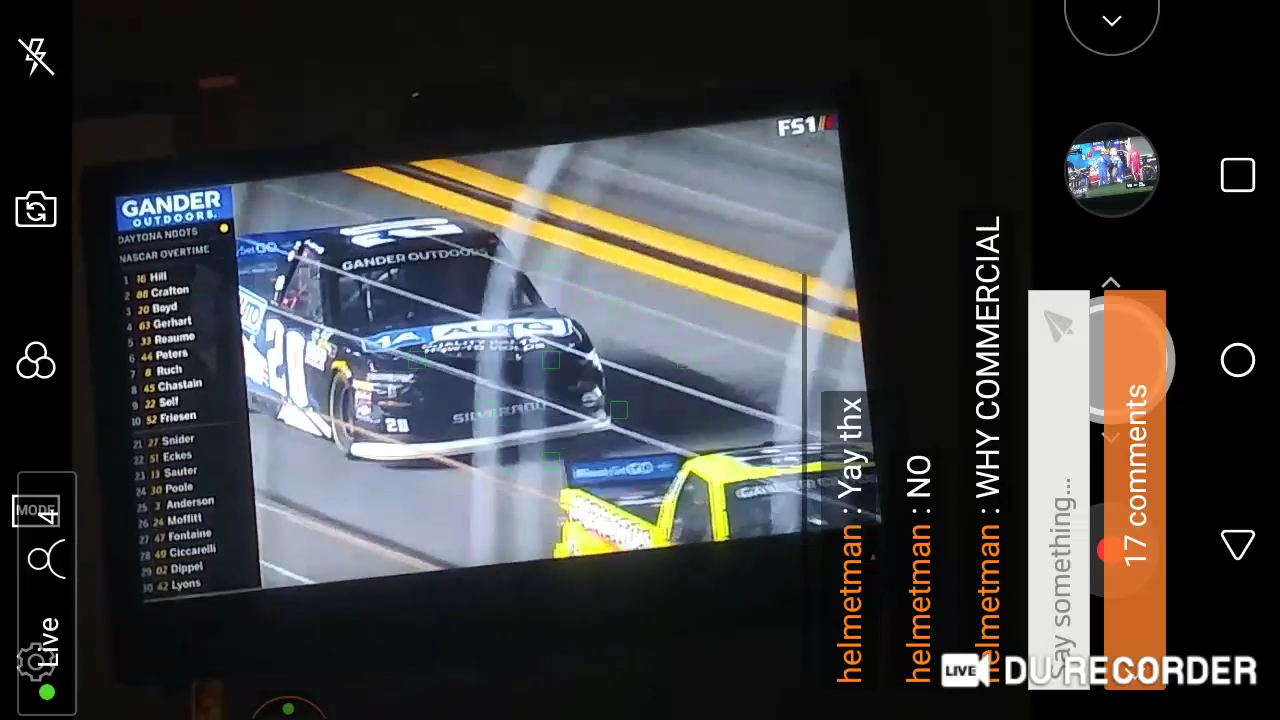 FS1
GANDER
OUTDOORS.
DAYTONA NGOTS
NASCAR OVERTIME
1 16 Hill
2 88 Crafton
3 20 Boyd
4 63 Gerhart
5 33 Reaume
6 44 Peters
7 8 Ruch
8 45 Chastain
9 22 Self
10 52 Friesen
21 27 Snider
22 51 Eckes
23 13 Sauter
24 30 Poole
25 3 Anderson
26 24 Moffitt
27 47 Fontaine
28 49 Ciccarelli
29 02 Dippel
30 42 Lyons
20
GANDER OUTDOORS
20
SILVERADO
28
MODE
4
Live
helmetman : Yay thx
helmetman : NO
helmetman : WHY COMMERCIAL
Say something...
17 comments
LIVE DU RECORDER